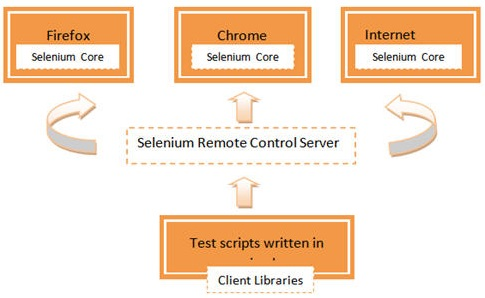 Firefox
Selenium Core
Chrome
Selenium Core
Internet
Selenium Core
Selenium Remote Control Server
Test scripts written in
Client Libraries